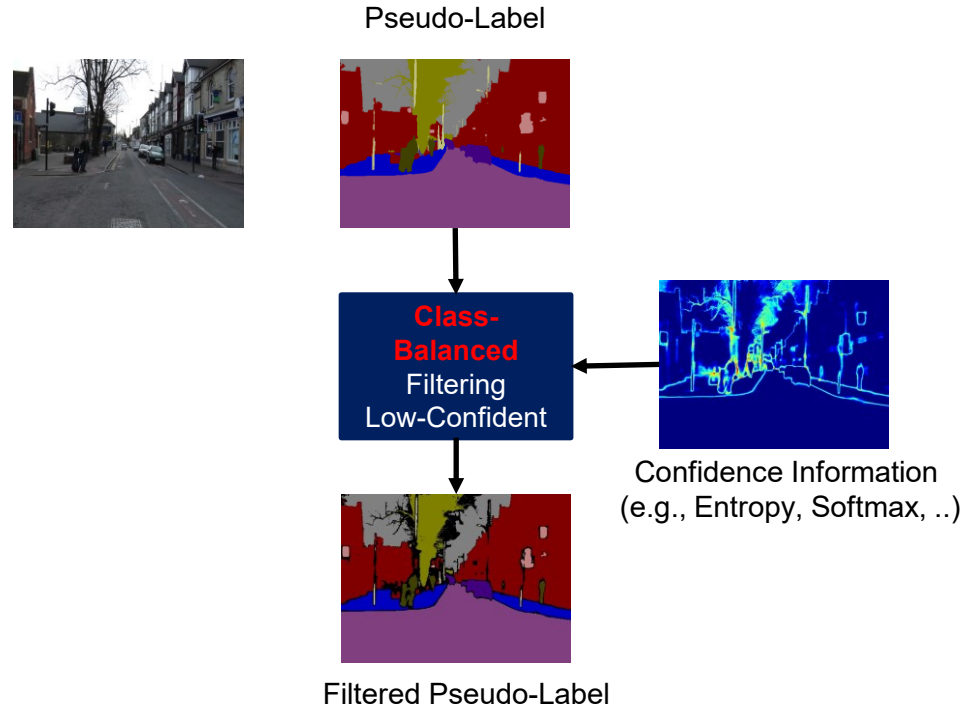 Pseudo-Label
Class-
Balanced
Filtering
Low-Confident
Confidence Information
(e.g., Entropy, Softmax, ..)
Filtered Pseudo-Label